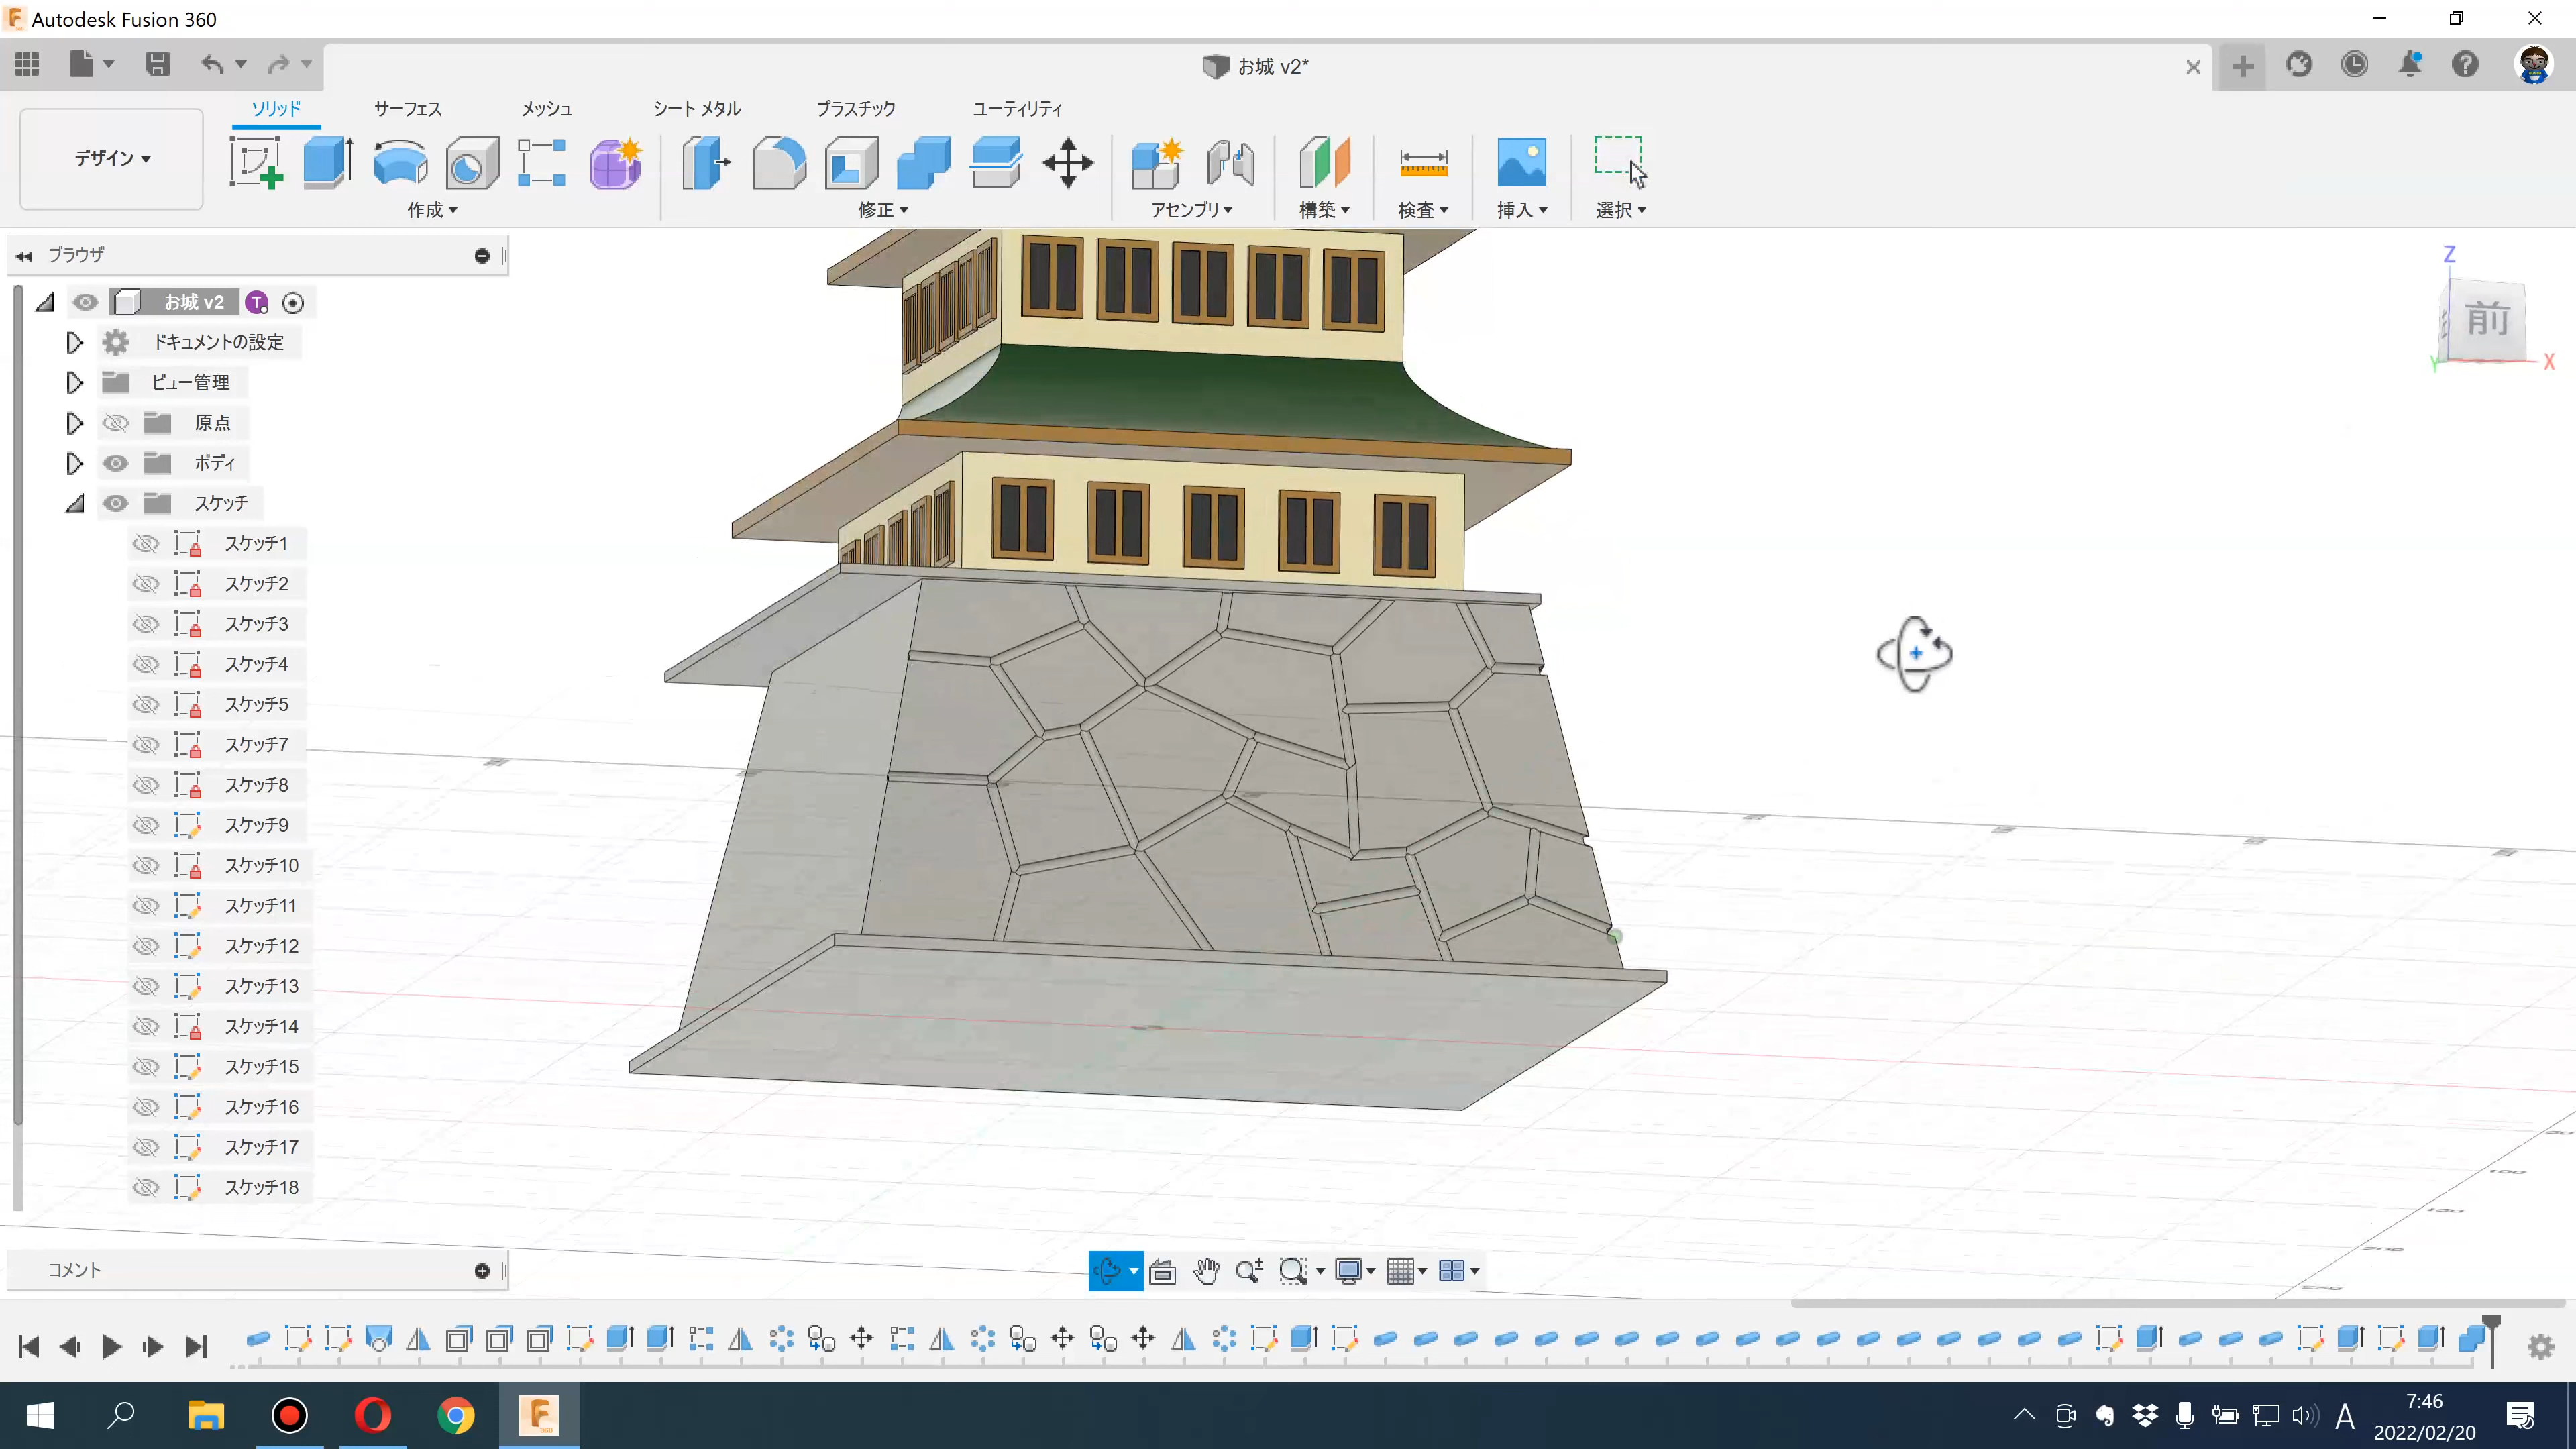 Autodesk Fusion 360
お城 v2*
ソリッド サーフェス メッシュ シート メタル プラスチック ユーティリティ
デザイン
作成 修正 アセンブリ 構築 検査 挿入 選択
ブラウザ
お城 v2
ドキュメントの設定
ビュー管理
原点
ボディ
スケッチ
スケッチ1
スケッチ2
スケッチ3
スケッチ4
スケッチ5
スケッチ7
スケッチ8
スケッチ9
スケッチ10
スケッチ11
スケッチ12
スケッチ13
スケッチ14
スケッチ15
スケッチ16
スケッチ17
スケッチ18
Z
前
Y
X
50
100
150
200
250
コメント
A
7:46
2022/02/20